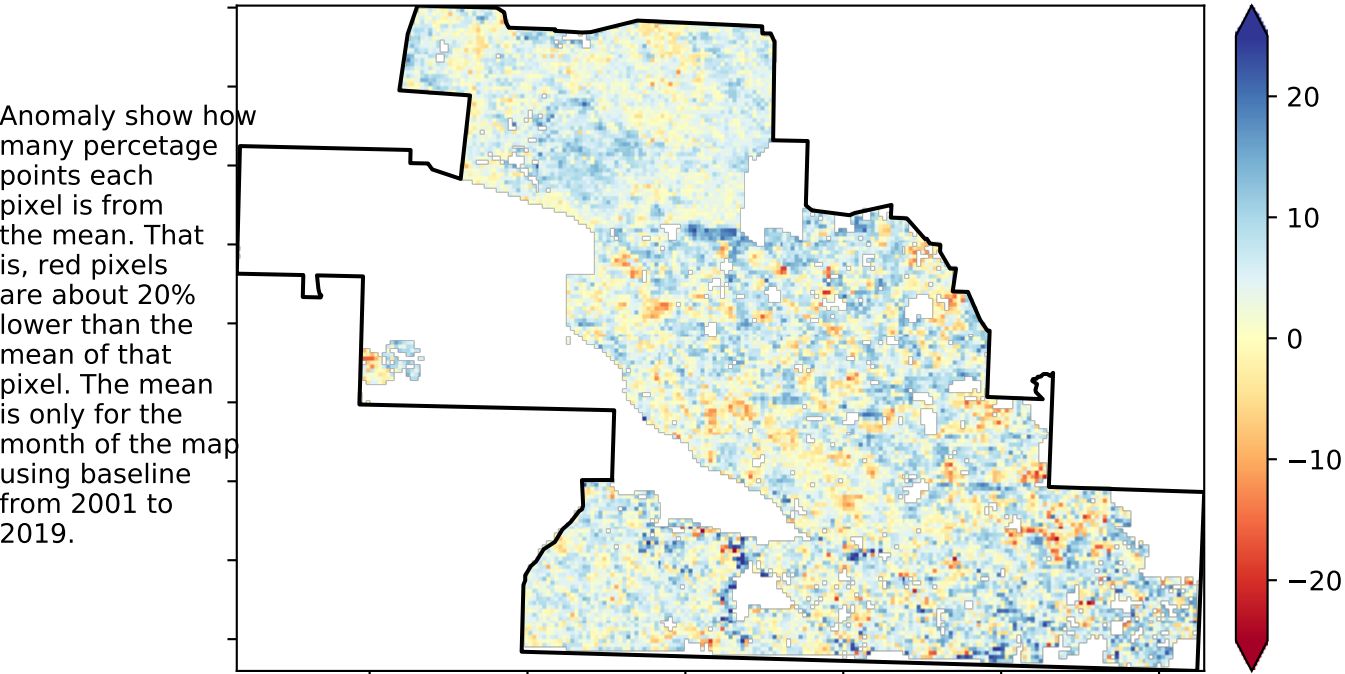 Anomaly show how
many percetage
points each
pixel is from
the mean. That
is, red pixels
are about 20%
lower than the
mean of that
pixel. The mean
is only for the
month of the map
using baseline
from 2001 to
2019.
20
10
0
−10
−20